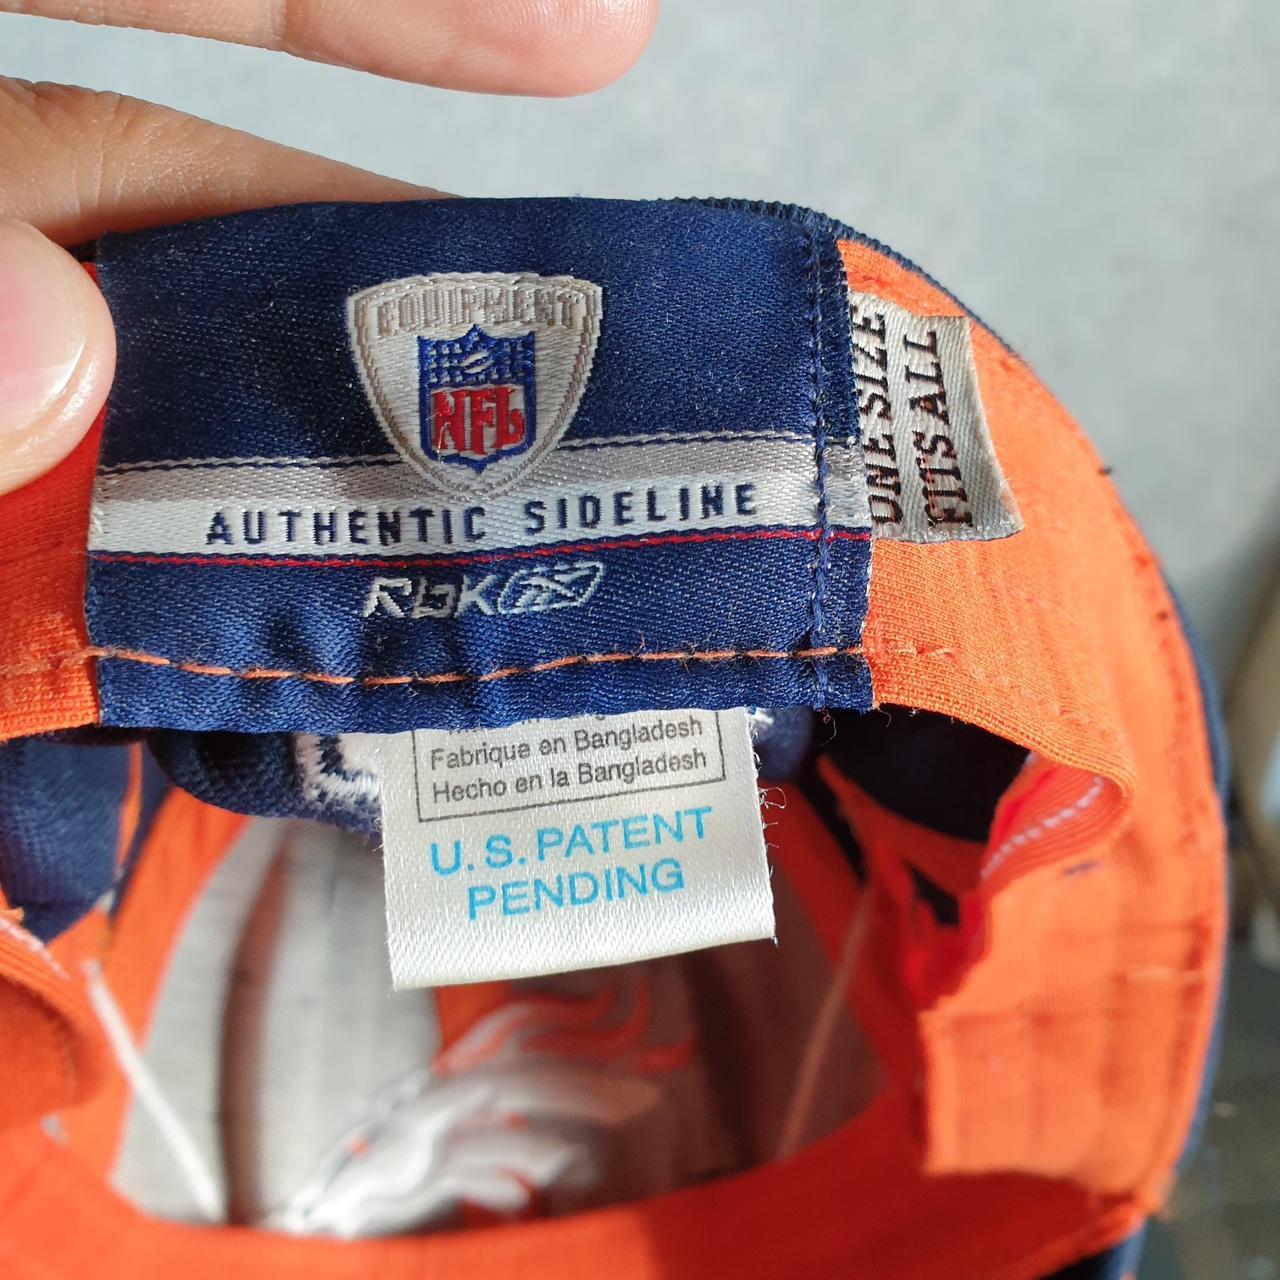 EQUIPMENT
NFL
AUTHENTIC SIDELINE
RbK
ONE SIZE
FITS ALL
Fabrique en Bangladesh
Hecho en la Bangladesh
U.S. PATENT
PENDING